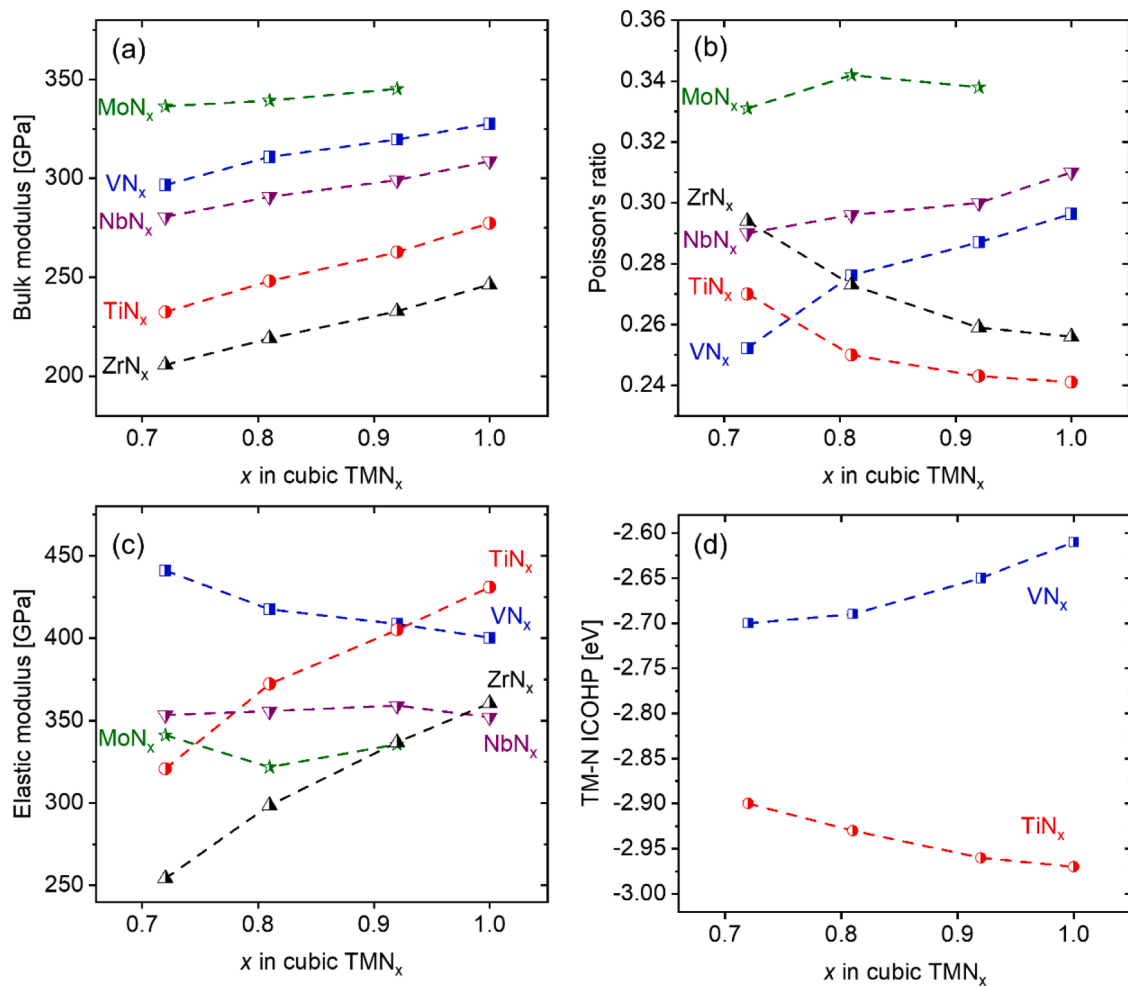 (a)
Bulk modulus [GPa]
350
300
250
200
MoNₓ
VNₓ
NbNₓ
TiNₓ
ZrNₓ
0.7 0.8 0.9 1.0
x in cubic TMNₓ
(b)
Poisson's ratio
0.36
0.34
0.32
0.30
0.28
0.26
0.24
MoNₓ
ZrNₓ
NbNₓ
TiNₓ
VNₓ
0.7 0.8 0.9 1.0
x in cubic TMNₓ
(c)
Elastic modulus [GPa]
450
400
350
300
250
TiNₓ
VNₓ
ZrNₓ
NbNₓ
MoNₓ
0.7 0.8 0.9 1.0
x in cubic TMNₓ
(d)
TM-N ICOHP [eV]
-2.60
-2.65
-2.70
-2.75
-2.80
-2.85
-2.90
-2.95
-3.00
VNₓ
TiNₓ
0.7 0.8 0.9 1.0
x in cubic TMNₓ